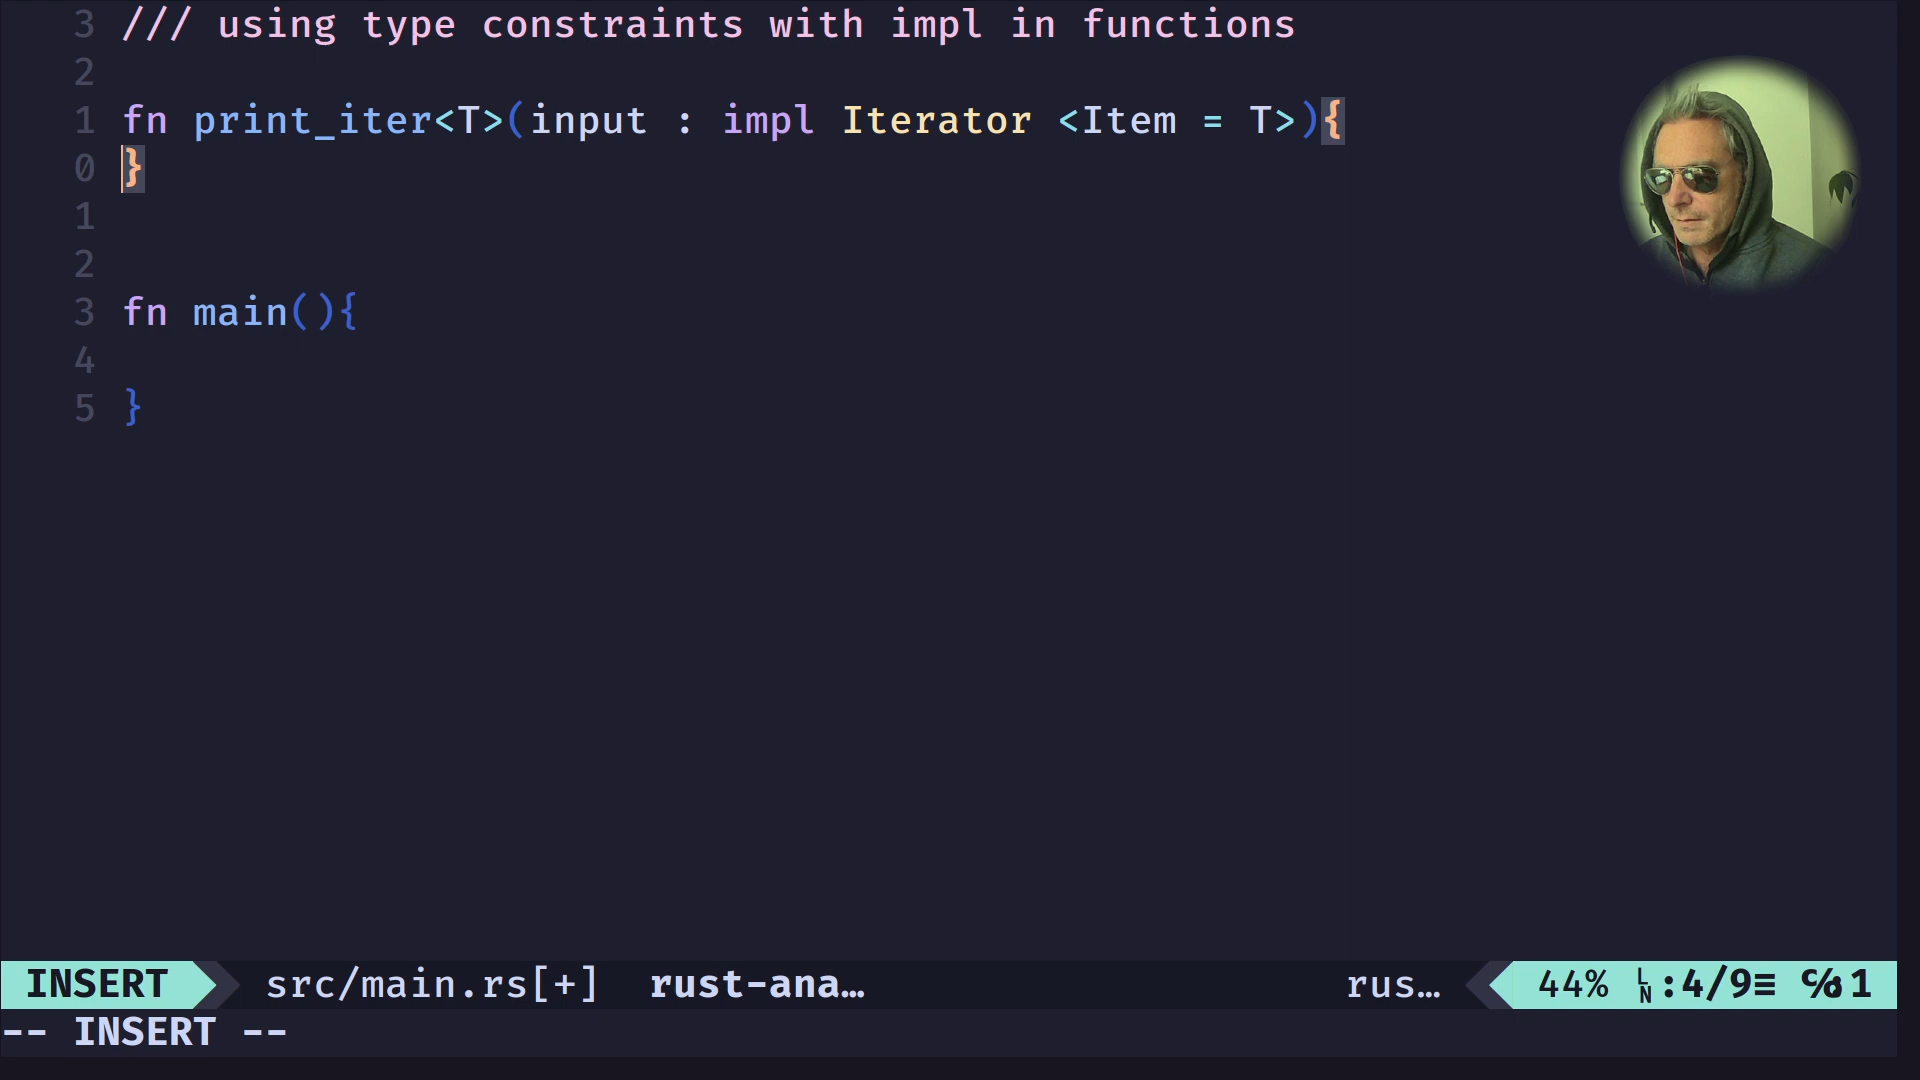 3 /// using type constraints with impl in functions
2
1 fn print_iter<T>(input : impl Iterator <Item = T>){
0 }
1
2
3 fn main(){
4
5 }
INSERT src/main.rs[+] rust-ana… rus… 44% LN:4/9≡ ℅:1
-- INSERT --